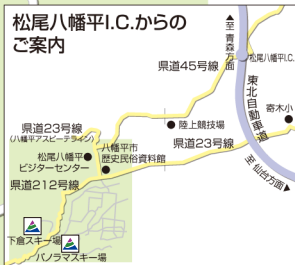 松尾八幡平I.C.からの
ご案内
▲至 青森方面
県道45号線
松尾八幡平I.C.
東北自動車道
寄木小
陸上競技場
県道23号線
(八幡平アスピーテライン)
県道23号線
八幡平市
歴史民俗資料館
松尾八幡平
ビジターセンター
至 仙台方面▶
県道212号線
下倉スキー場
パノラマスキー場